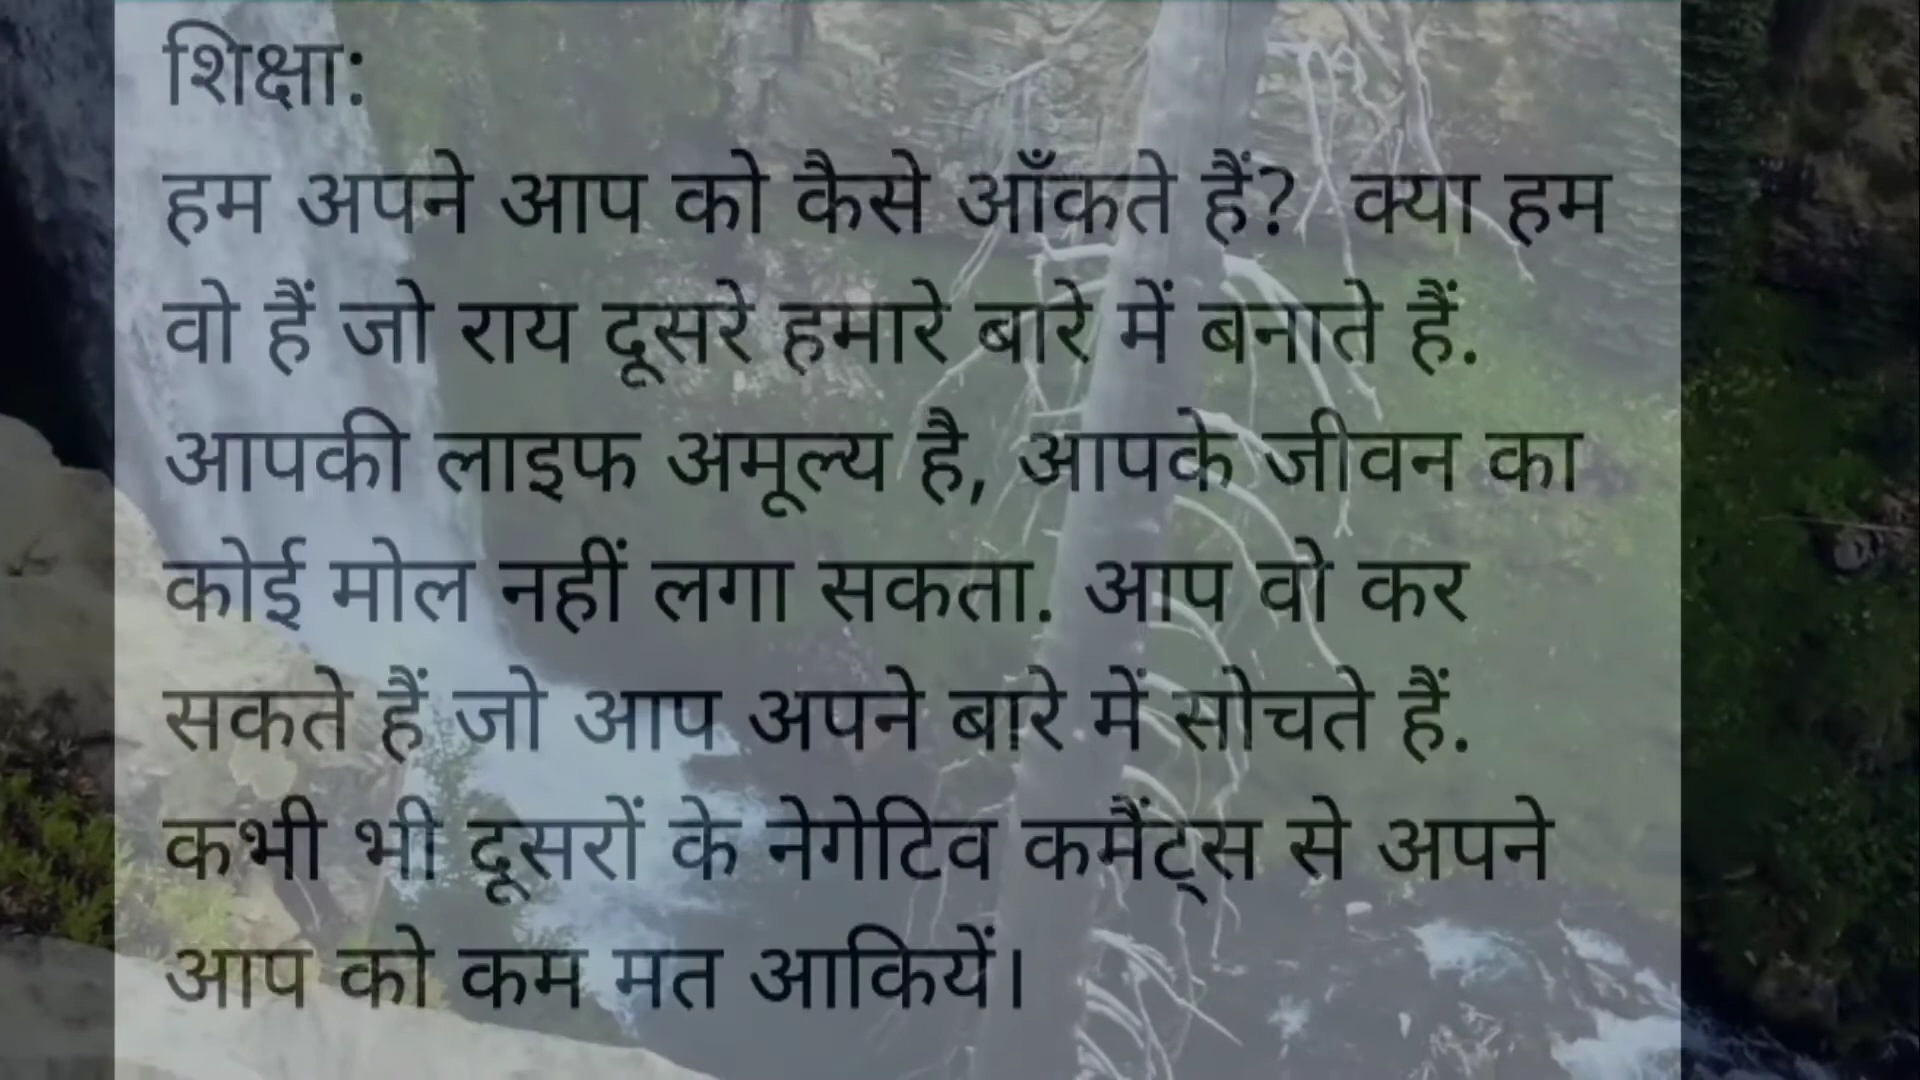 शिक्षा:
हम अपने आप को कैसे आँकते हैं? क्या हम
वो हैं जो राय दूसरे हमारे बारे में बनाते हैं.
आपकी लाइफ अमूल्य है, आपके जीवन का
कोई मोल नहीं लगा सकता. आप वो कर
सकते हैं जो आप अपने बारे में सोचते हैं.
कभी भी दूसरों के नेगेटिव कमैंट्स से अपने
आप को कम मत आकियें।